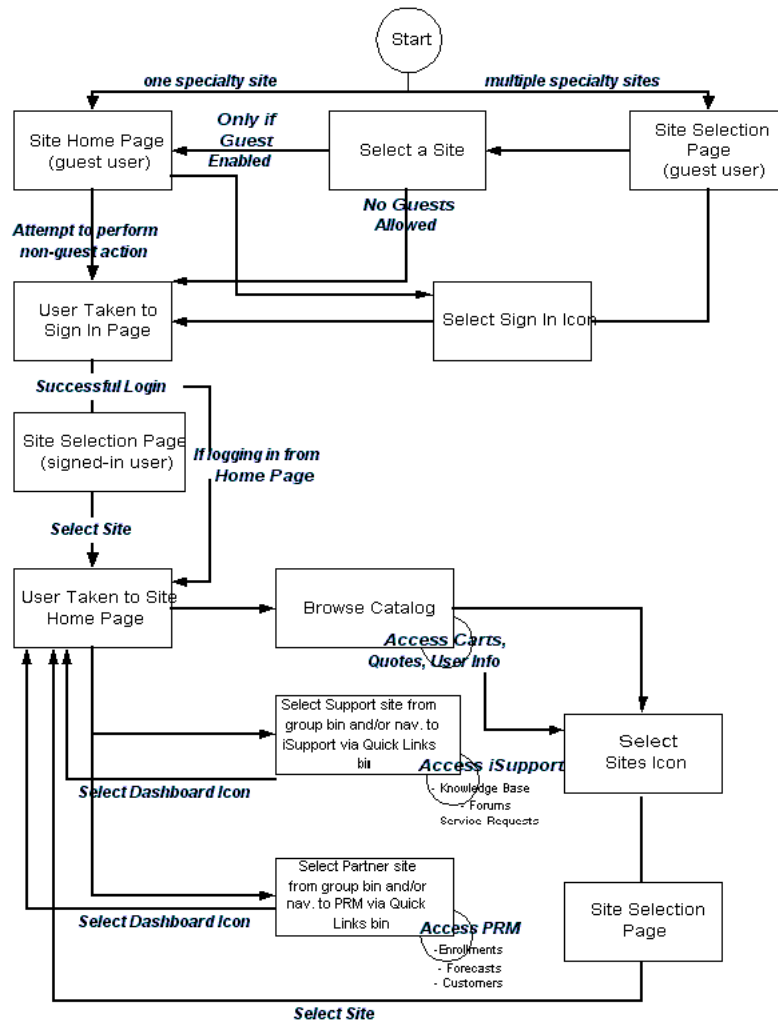 Start
one specialty site
multiple specialty sites
Site Home Page
(guest user)
Only if
Guest
Enabled
Select a Site
Site Selection
Page
(guest user)
No Guests
Allowed
Attempt to perform
non-guest action
User Taken to
Sign In Page
Select Sign In Icon
Successful Login
Site Selection Page
(signed-in user)
If logging in from
Home Page
Select Site
User Taken to Site
Home Page
Browse Catalog
Access Carts,
Quotes, User Info
Select Support site from
group bin and/or nav. to
iSupport via Quick Links
bin
Select
Sites Icon
Access iSupport
- Knowledge Base
- Forums
Service Requests
Select Dashboard Icon
Select Partner site
from group bin and/or
nav. to PRM via Quick
Links bin
Site Selection
Page
Select Dashboard Icon
Access PRM
- Enrollments
- Forecasts
- Customers
Select Site